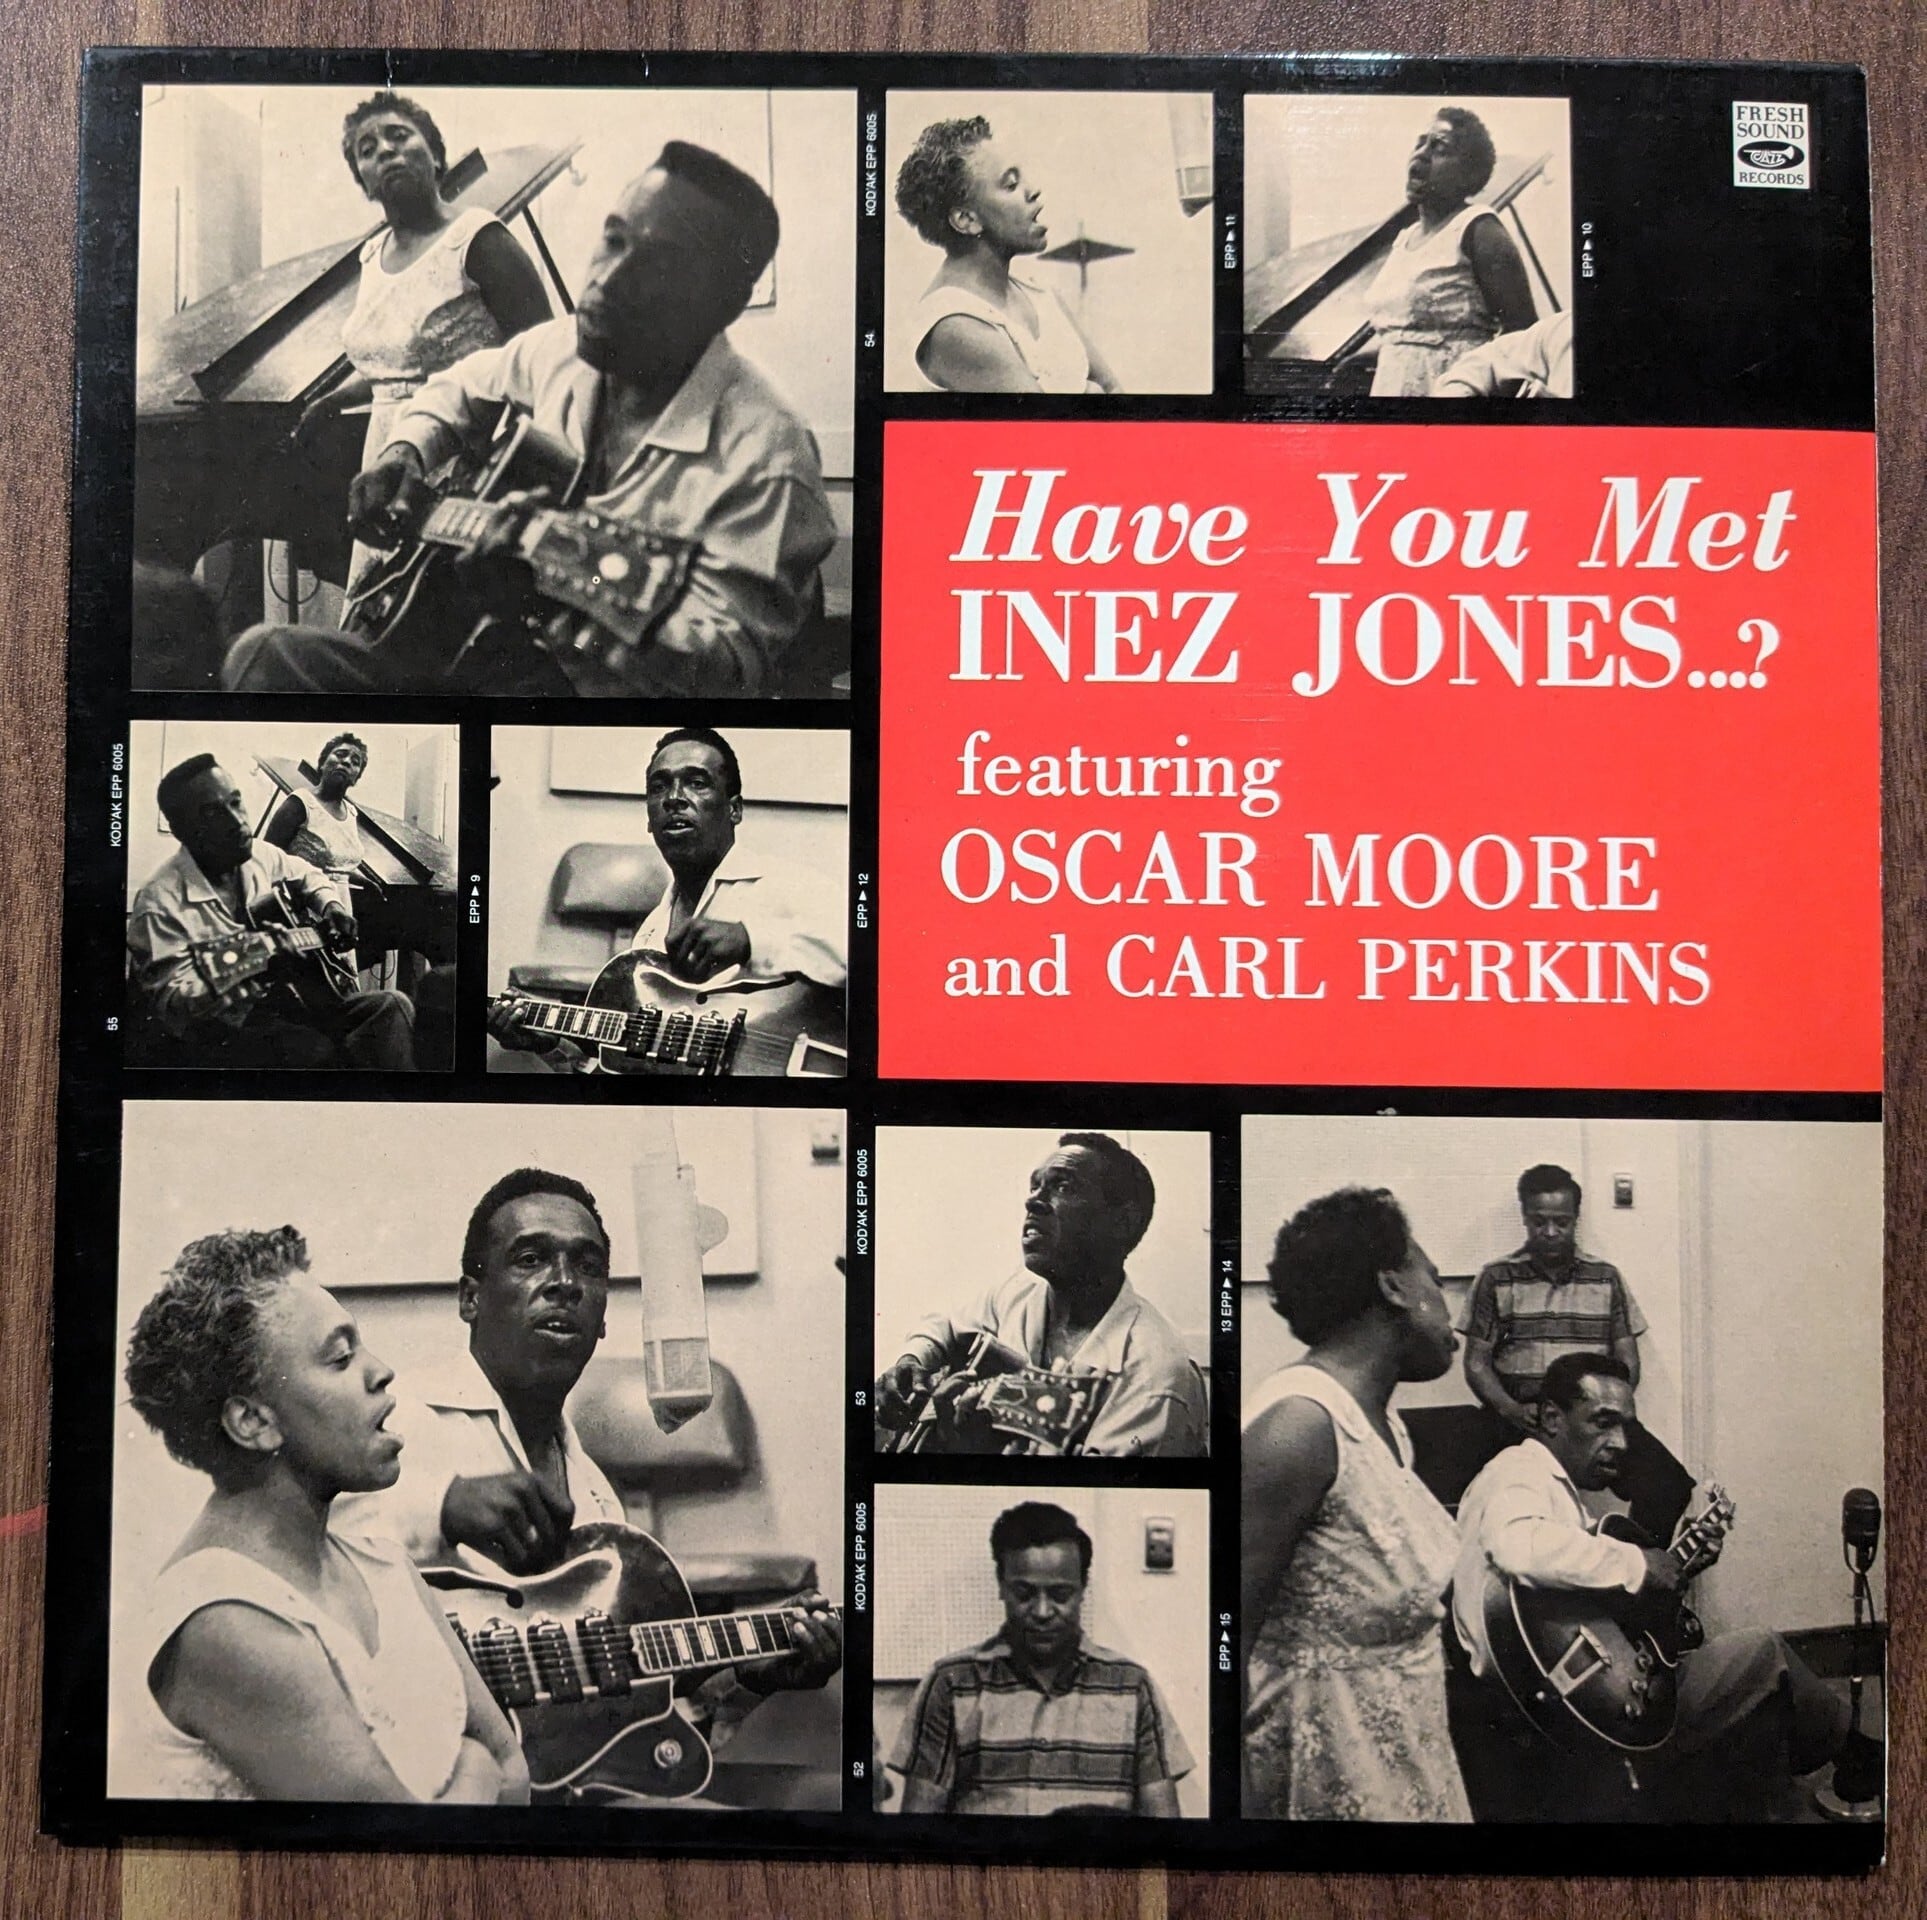 FRESH
SOUND
JAZZ
RECORDS
KODAK EPP 6005
54
EPP ▶ 11
EPP ▶ 10
Have You Met
INEZ JONES...?
featuring
OSCAR MOORE
and CARL PERKINS
KODAK EPP 6005
55
EPP ▶ 9
EPP ▶ 12
KODAK EPP 6005
53
13 EPP ▶ 14
KODAK EPP 6005
52
EPP ▶ 15